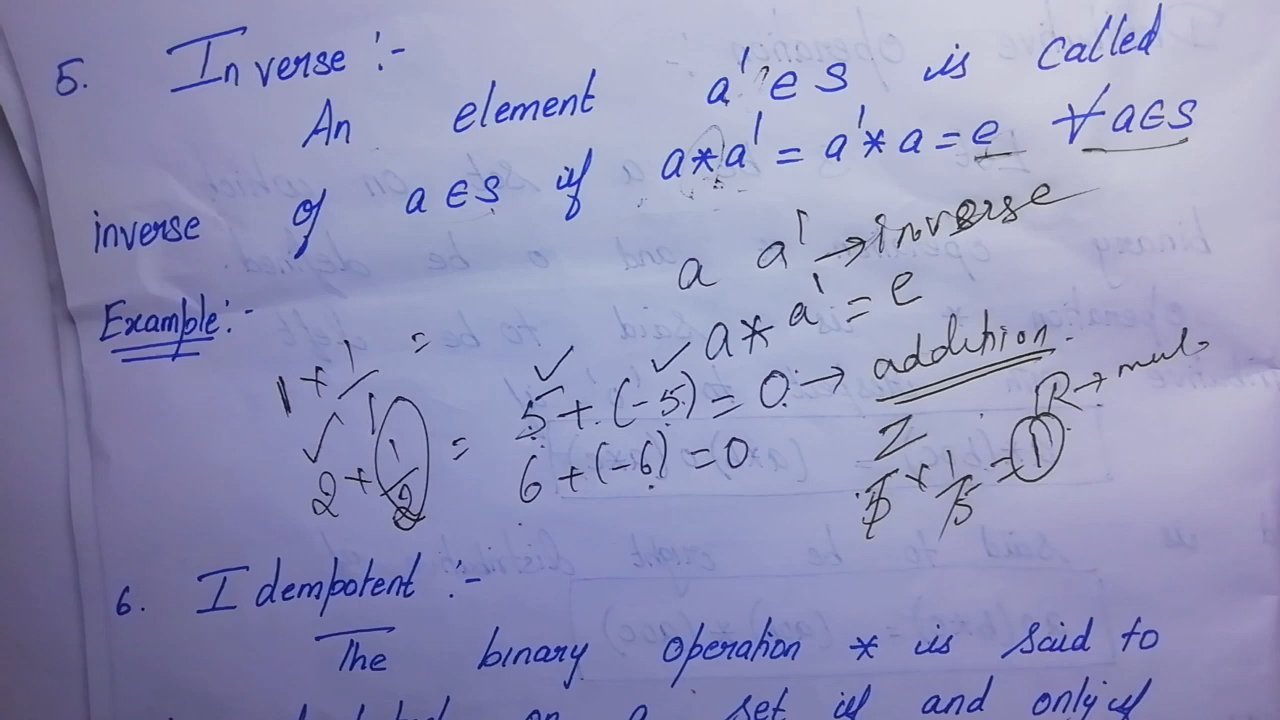 5. Inverse :-
An element a' e S is called
inverse of a ∈ S if a * a' = a' * a = e ∀ a∈S
a a' → inverse
Example :-
a * a' = e
1 + 1/1 =
5 + (-5) = 0 → addition.
2 + 1/2 =
6 + (-6) = 0
Z
R → mul
5 × 1/5 = 1
6. Idempotent :-
The binary operation * is said to
on a set if and only if